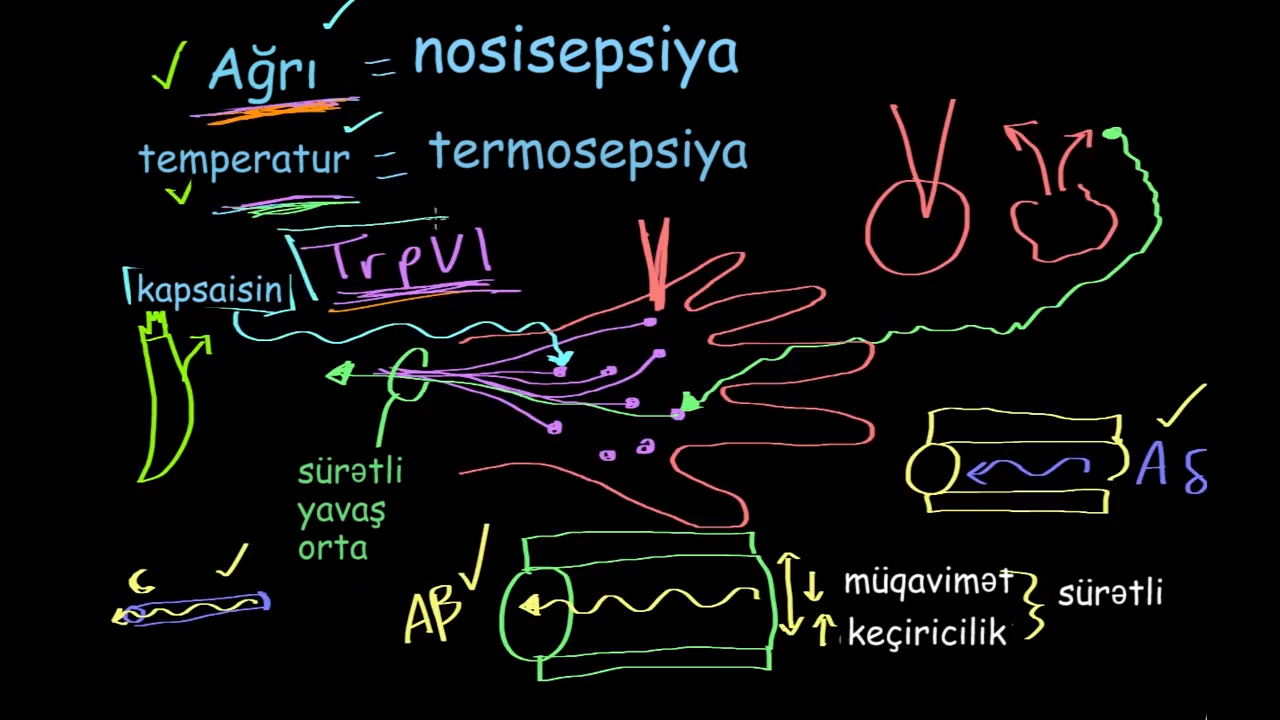 Ağrı = nosisepsiya
temperatur = termosepsiya
TrpV1
kapsaisin
sürətli
yavaş
orta
Aδ
C
Aβ
müqavimət
keçiricilik
sürətli